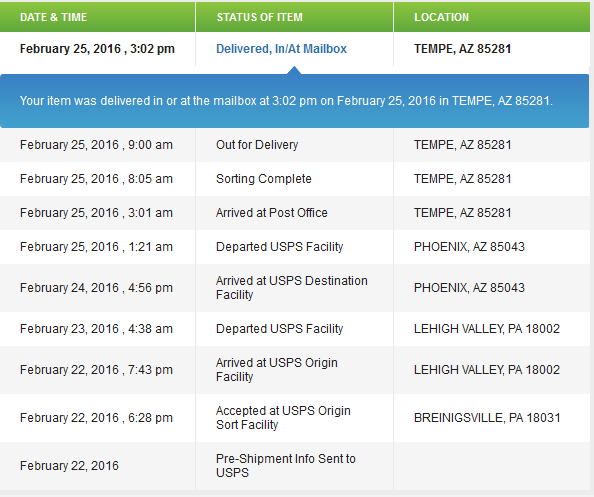 DATE & TIME STATUS OF ITEM LOCATION
February 25, 2016 , 3:02 pm Delivered, In/At Mailbox TEMPE, AZ 85281
Your item was delivered in or at the mailbox at 3:02 pm on February 25, 2016 in TEMPE, AZ 85281.
February 25, 2016 , 9:00 am Out for Delivery TEMPE, AZ 85281
February 25, 2016 , 8:05 am Sorting Complete TEMPE, AZ 85281
February 25, 2016 , 3:01 am Arrived at Post Office TEMPE, AZ 85281
February 25, 2016 , 1:21 am Departed USPS Facility PHOENIX, AZ 85043
February 24, 2016 , 4:56 pm Arrived at USPS Destination
Facility PHOENIX, AZ 85043
February 23, 2016 , 4:38 am Departed USPS Facility LEHIGH VALLEY, PA 18002
February 22, 2016 , 7:43 pm Arrived at USPS Origin
Facility LEHIGH VALLEY, PA 18002
February 22, 2016 , 6:28 pm Accepted at USPS Origin
Sort Facility BREINIGSVILLE, PA 18031
February 22, 2016 Pre-Shipment Info Sent to
USPS